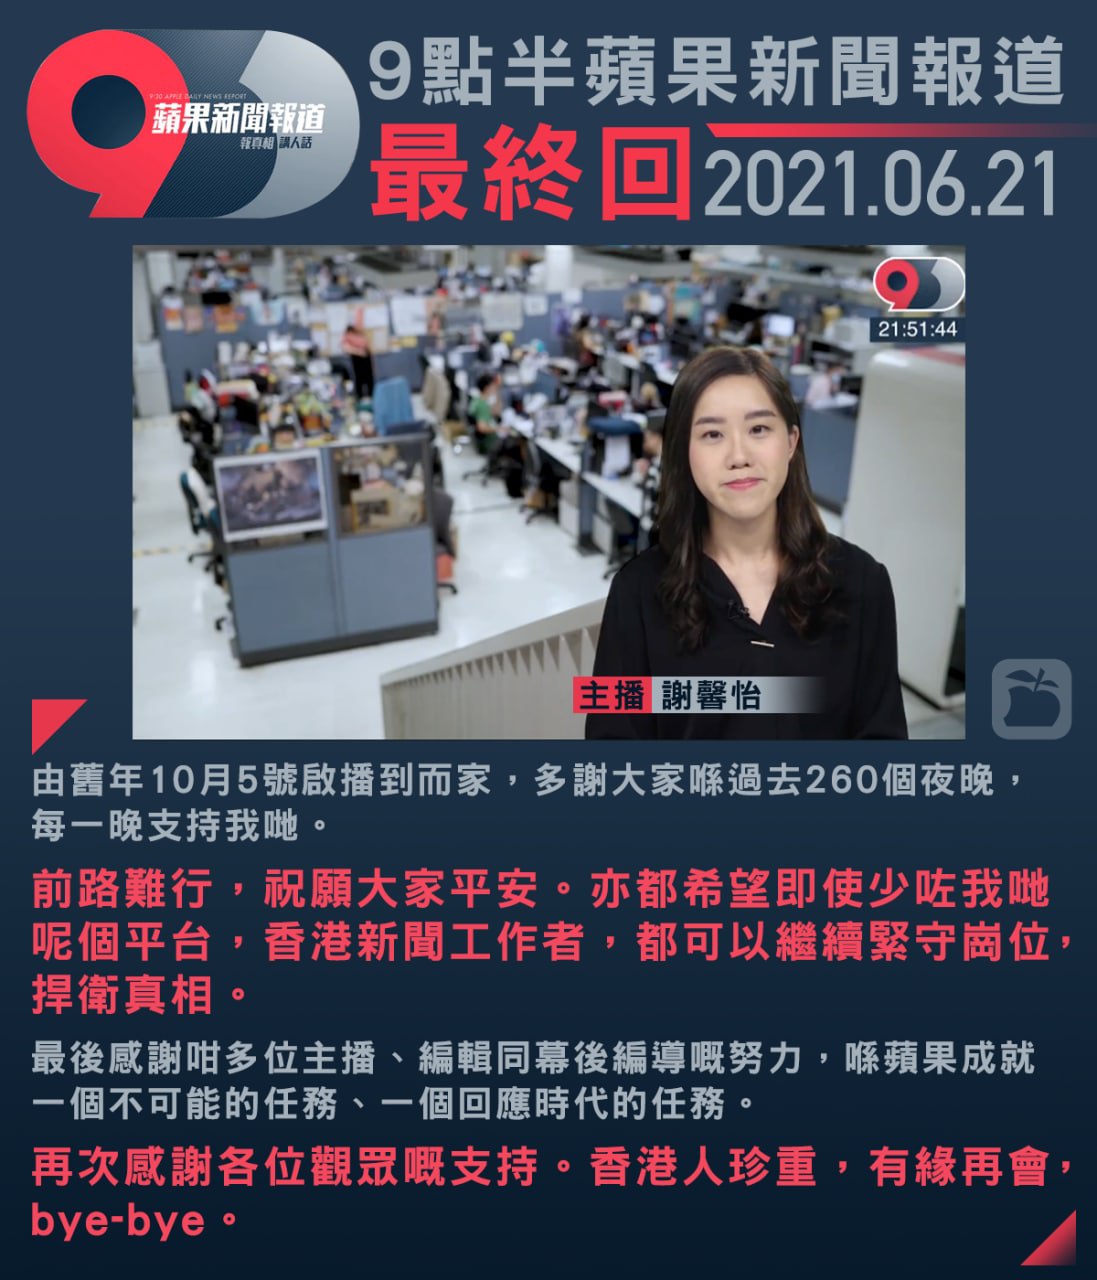 9:30 APPLE DAILY NEWS REPORT
蘋果新聞報道
報真相 講人話
9點半蘋果新聞報道
最終回 2021.06.21
21:51:44
主播 謝馨怡
由舊年10月5號啟播到而家，多謝大家喺過去260個夜晚，
每一晚支持我哋。
前路難行，祝願大家平安。亦都希望即使少咗我哋
呢個平台，香港新聞工作者，都可以繼續緊守崗位，
捍衛真相。
最後感謝咁多位主播、編輯同幕後編導嘅努力，喺蘋果成就
一個不可能的任務、一個回應時代的任務。
再次感謝各位觀眾嘅支持。香港人珍重，有緣再會，
bye-bye。